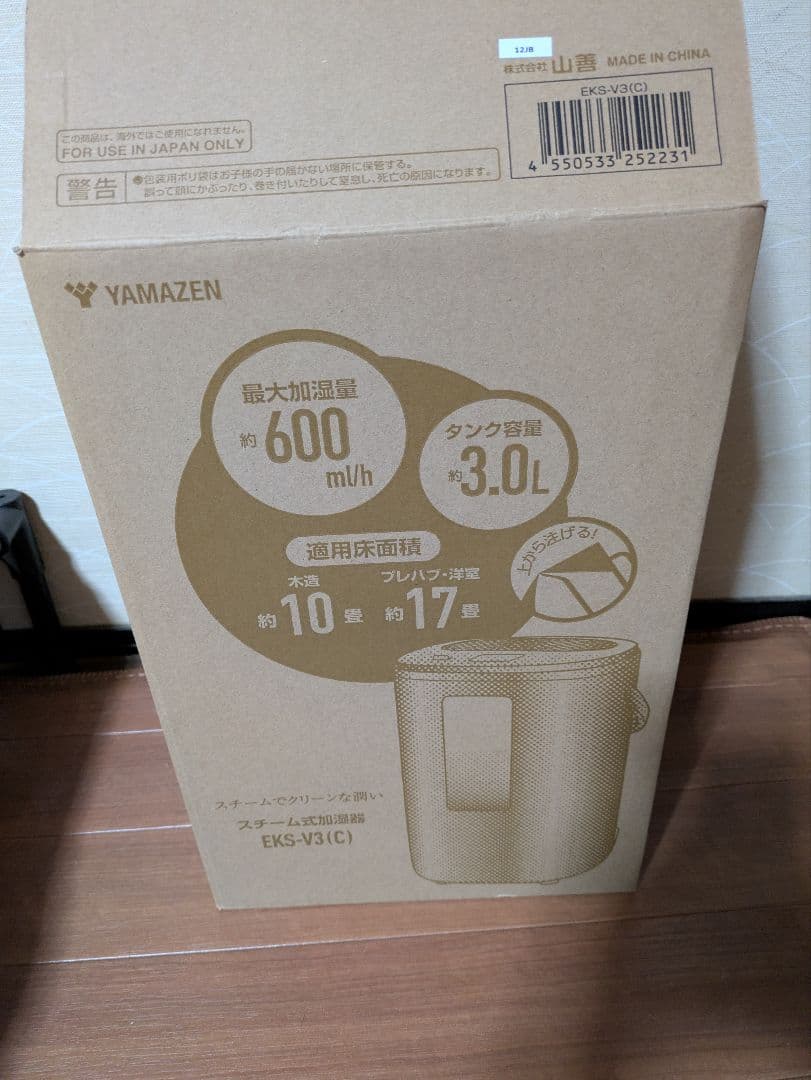 12JB
株式会社 山善 MADE IN CHINA
EKS-V3(C)
4 550533 252231
この商品は、海外ではご使用になれません。
FOR USE IN JAPAN ONLY
警告
●包装用ポリ袋はお子様の手の届かない場所に保管する。
誤って頭にかぶったり、巻き付いたりして窒息し、死亡の原因になります。
YAMAZEN
最大加湿量
約600
ml/h
タンク容量
約3.0L
適用床面積
木造
約10畳
プレハブ・洋室
約17畳
上から注げる!
スチームでクリーンな潤い
スチーム式加湿器
EKS-V3(C)